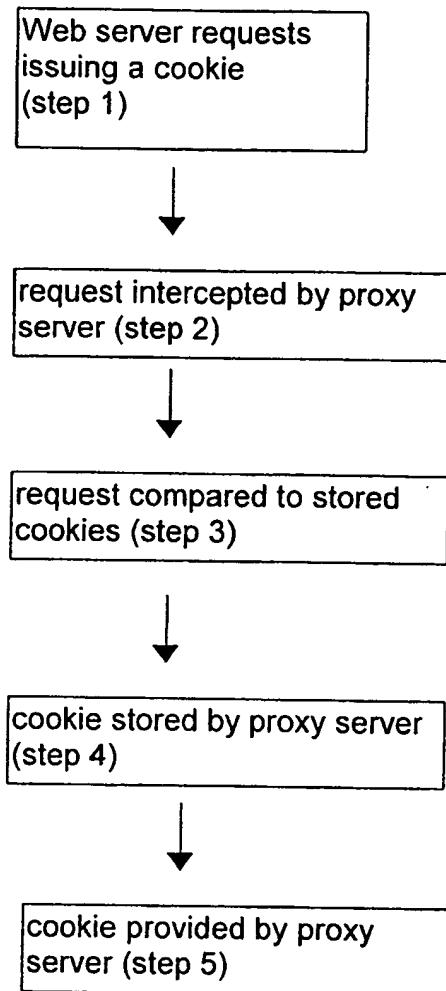 Web server requests
issuing a cookie
(step 1)
request intercepted by proxy
server (step 2)
request compared to stored
cookies (step 3)
cookie stored by proxy server
(step 4)
cookie provided by proxy
server (step 5)